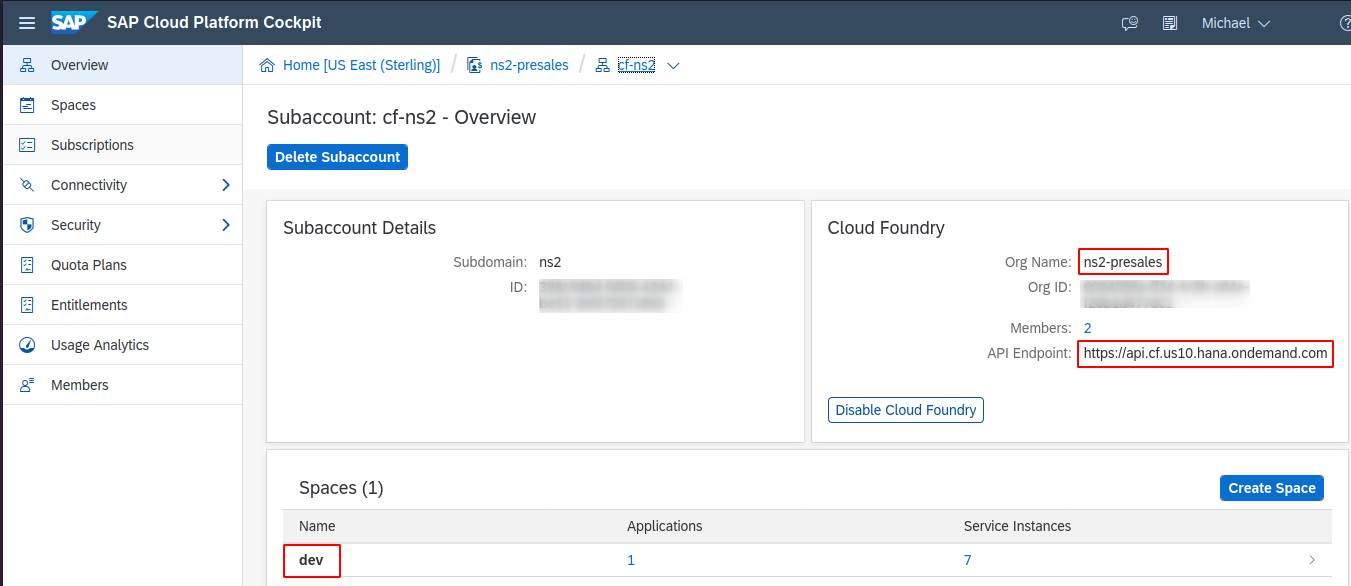 SAP SAP Cloud Platform Cockpit Michael ?
Overview
Spaces
Subscriptions
Connectivity
Security
Quota Plans
Entitlements
Usage Analytics
Members
Home [US East (Sterling)] / ns2-presales / cf-ns2
Subaccount: cf-ns2 - Overview
Delete Subaccount
Subaccount Details
Subdomain: ns2
ID:
Cloud Foundry
Org Name: ns2-presales
Org ID:
Members: 2
API Endpoint: https://api.cf.us10.hana.ondemand.com
Disable Cloud Foundry
Spaces (1)
Create Space
Name Applications Service Instances
dev 1 7